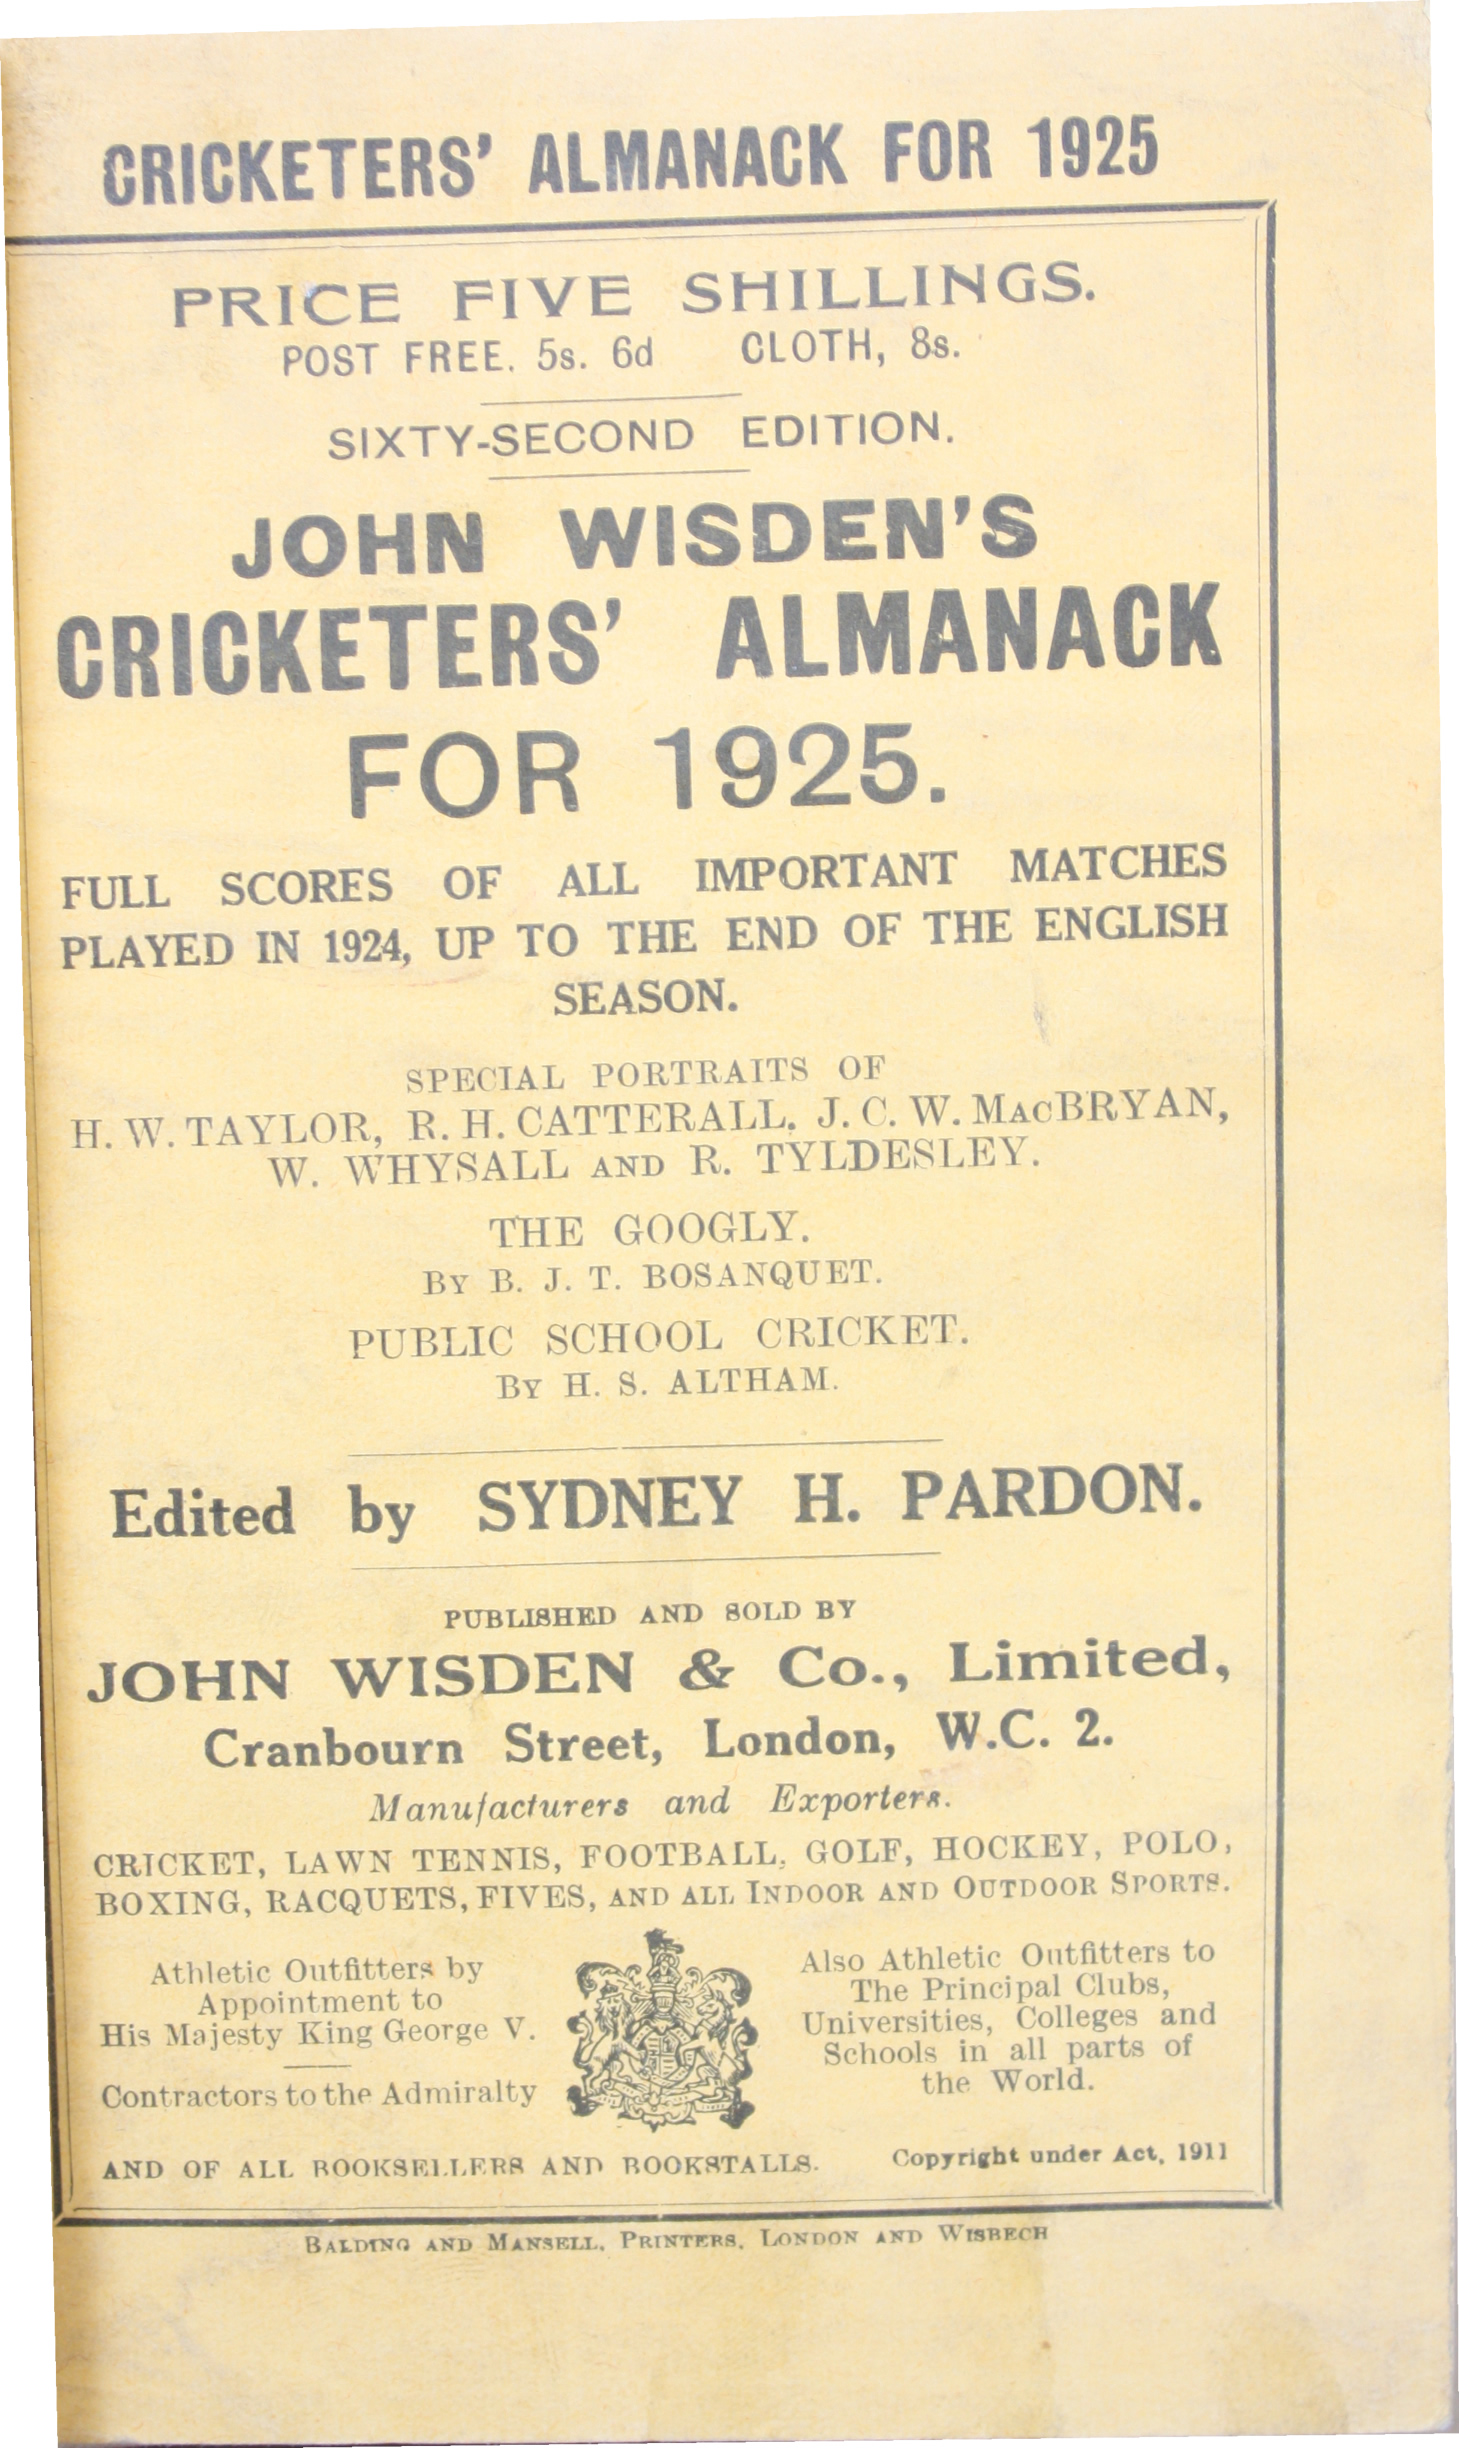 CRICKETERS' ALMANACK FOR 1925
PRICE FIVE SHILLINGS.
POST FREE. 5s. 6d CLOTH, 8s.
SIXTY-SECOND EDITION.
JOHN WISDEN'S
CRICKETERS' ALMANACK
FOR 1925.
FULL SCORES OF ALL IMPORTANT MATCHES
PLAYED IN 1924, UP TO THE END OF THE ENGLISH
SEASON.
SPECIAL PORTRAITS OF
H. W. TAYLOR, R. H. CATTERALL, J. C. W. MACBRYAN,
W. WHYSALL AND R. TYLDESLEY.
THE GOOGLY.
BY B. J. T. BOSANQUET.
PUBLIC SCHOOL CRICKET.
BY H. S. ALTHAM.
Edited by SYDNEY H. PARDON.
PUBLISHED AND SOLD BY
JOHN WISDEN & Co., Limited,
Cranbourn Street, London, W.C. 2.
Manufacturers and Exporters.
CRICKET, LAWN TENNIS, FOOTBALL, GOLF, HOCKEY, POLO,
BOXING, RACQUETS, FIVES, AND ALL INDOOR AND OUTDOOR SPORTS.
Athletic Outfitters by
Appointment to
His Majesty King George V.
Contractors to the Admiralty
Also Athletic Outfitters to
The Principal Clubs,
Universities, Colleges and
Schools in all parts of
the World.
AND OF ALL BOOKSELLERS AND BOOKSTALLS. Copyright under Act, 1911
BALDING AND MANSELL, PRINTERS, LONDON AND WISBECH